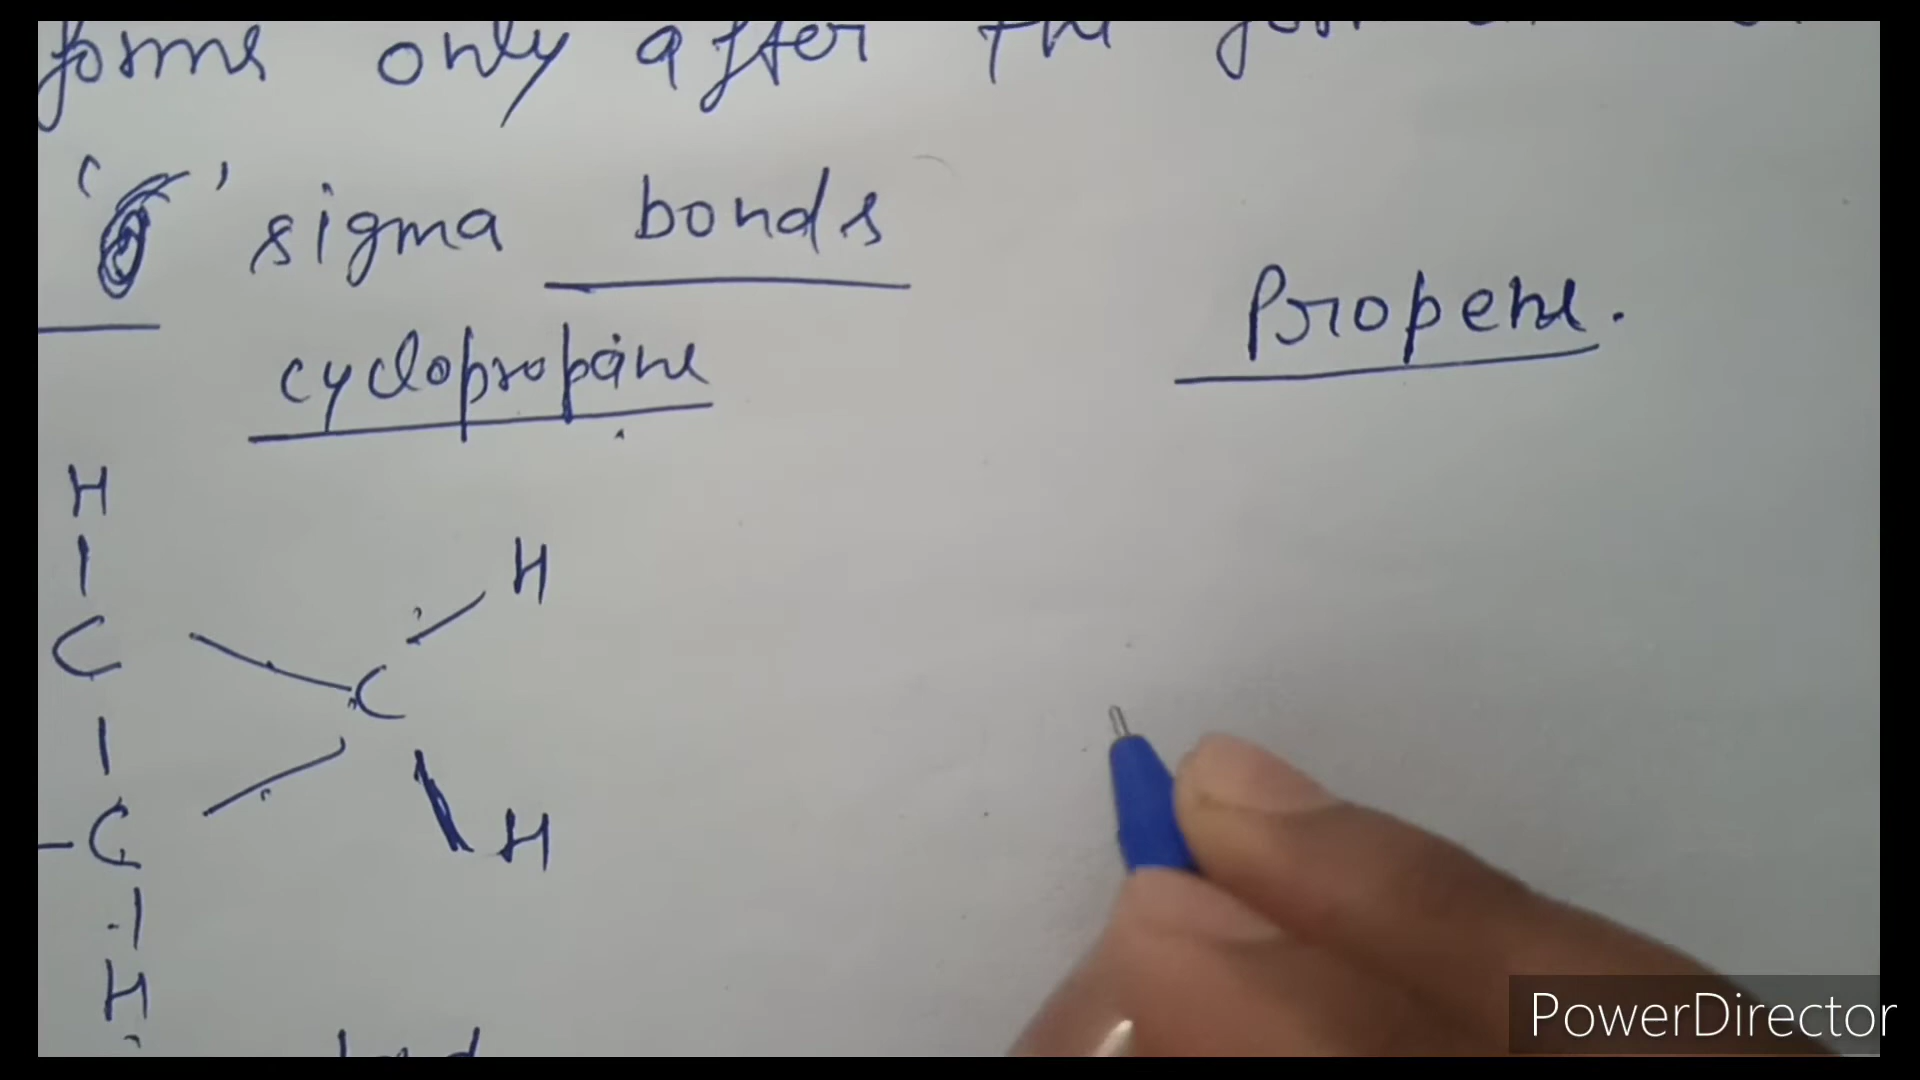 forms only after the
'σ' sigma bonds
cyclopropane
Propene.
H
H
C
C
C
H
H
PowerDirector